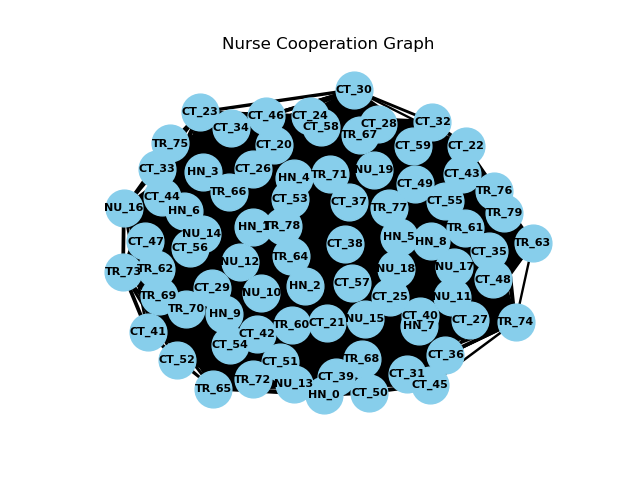 Nurse Cooperation Graph
CT_30
CT_23
CT_46
CT_24
CT_32
CT_28
CT_34
CT_58
TR_67
TR_75
CT_20
CT_59
CT_22
CT_33
CT_26
HN_3
NU_19
CT_43
TR_71
HN_4
CT_49
TR_76
TR_66
CT_44
CT_53
CT_37
CT_55
NU_16
HN_6
TR_77
TR_79
HN_1
TR_78
TR_61
NU_14
HN_5
CT_47
HN_8
CT_38
TR_63
CT_56
CT_35
TR_64
NU_12
TR_73
TR_62
NU_18
NU_17
CT_48
CT_57
HN_2
CT_29
NU_10
TR_69
CT_25
NU_11
TR_70
HN_9
CT_40
NU_15
CT_27
TR_74
TR_60
CT_21
HN_7
CT_41
CT_42
CT_54
CT_36
CT_52
CT_51
TR_68
CT_31
CT_39
TR_72
NU_13
CT_45
TR_65
CT_50
HN_0